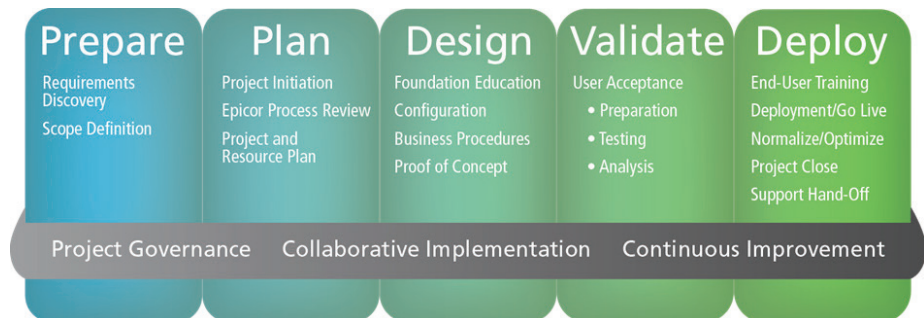 Prepare
Requirements
Discovery
Scope Definition
Plan
Project Initiation
Epicor Process Review
Project and
Resource Plan
Design
Foundation Education
Configuration
Business Procedures
Proof of Concept
Validate
User Acceptance
• Preparation
• Testing
• Analysis
Deploy
End-User Training
Deployment/Go Live
Normalize/Optimize
Project Close
Support Hand-Off
Project Governance
Collaborative Implementation
Continuous Improvement